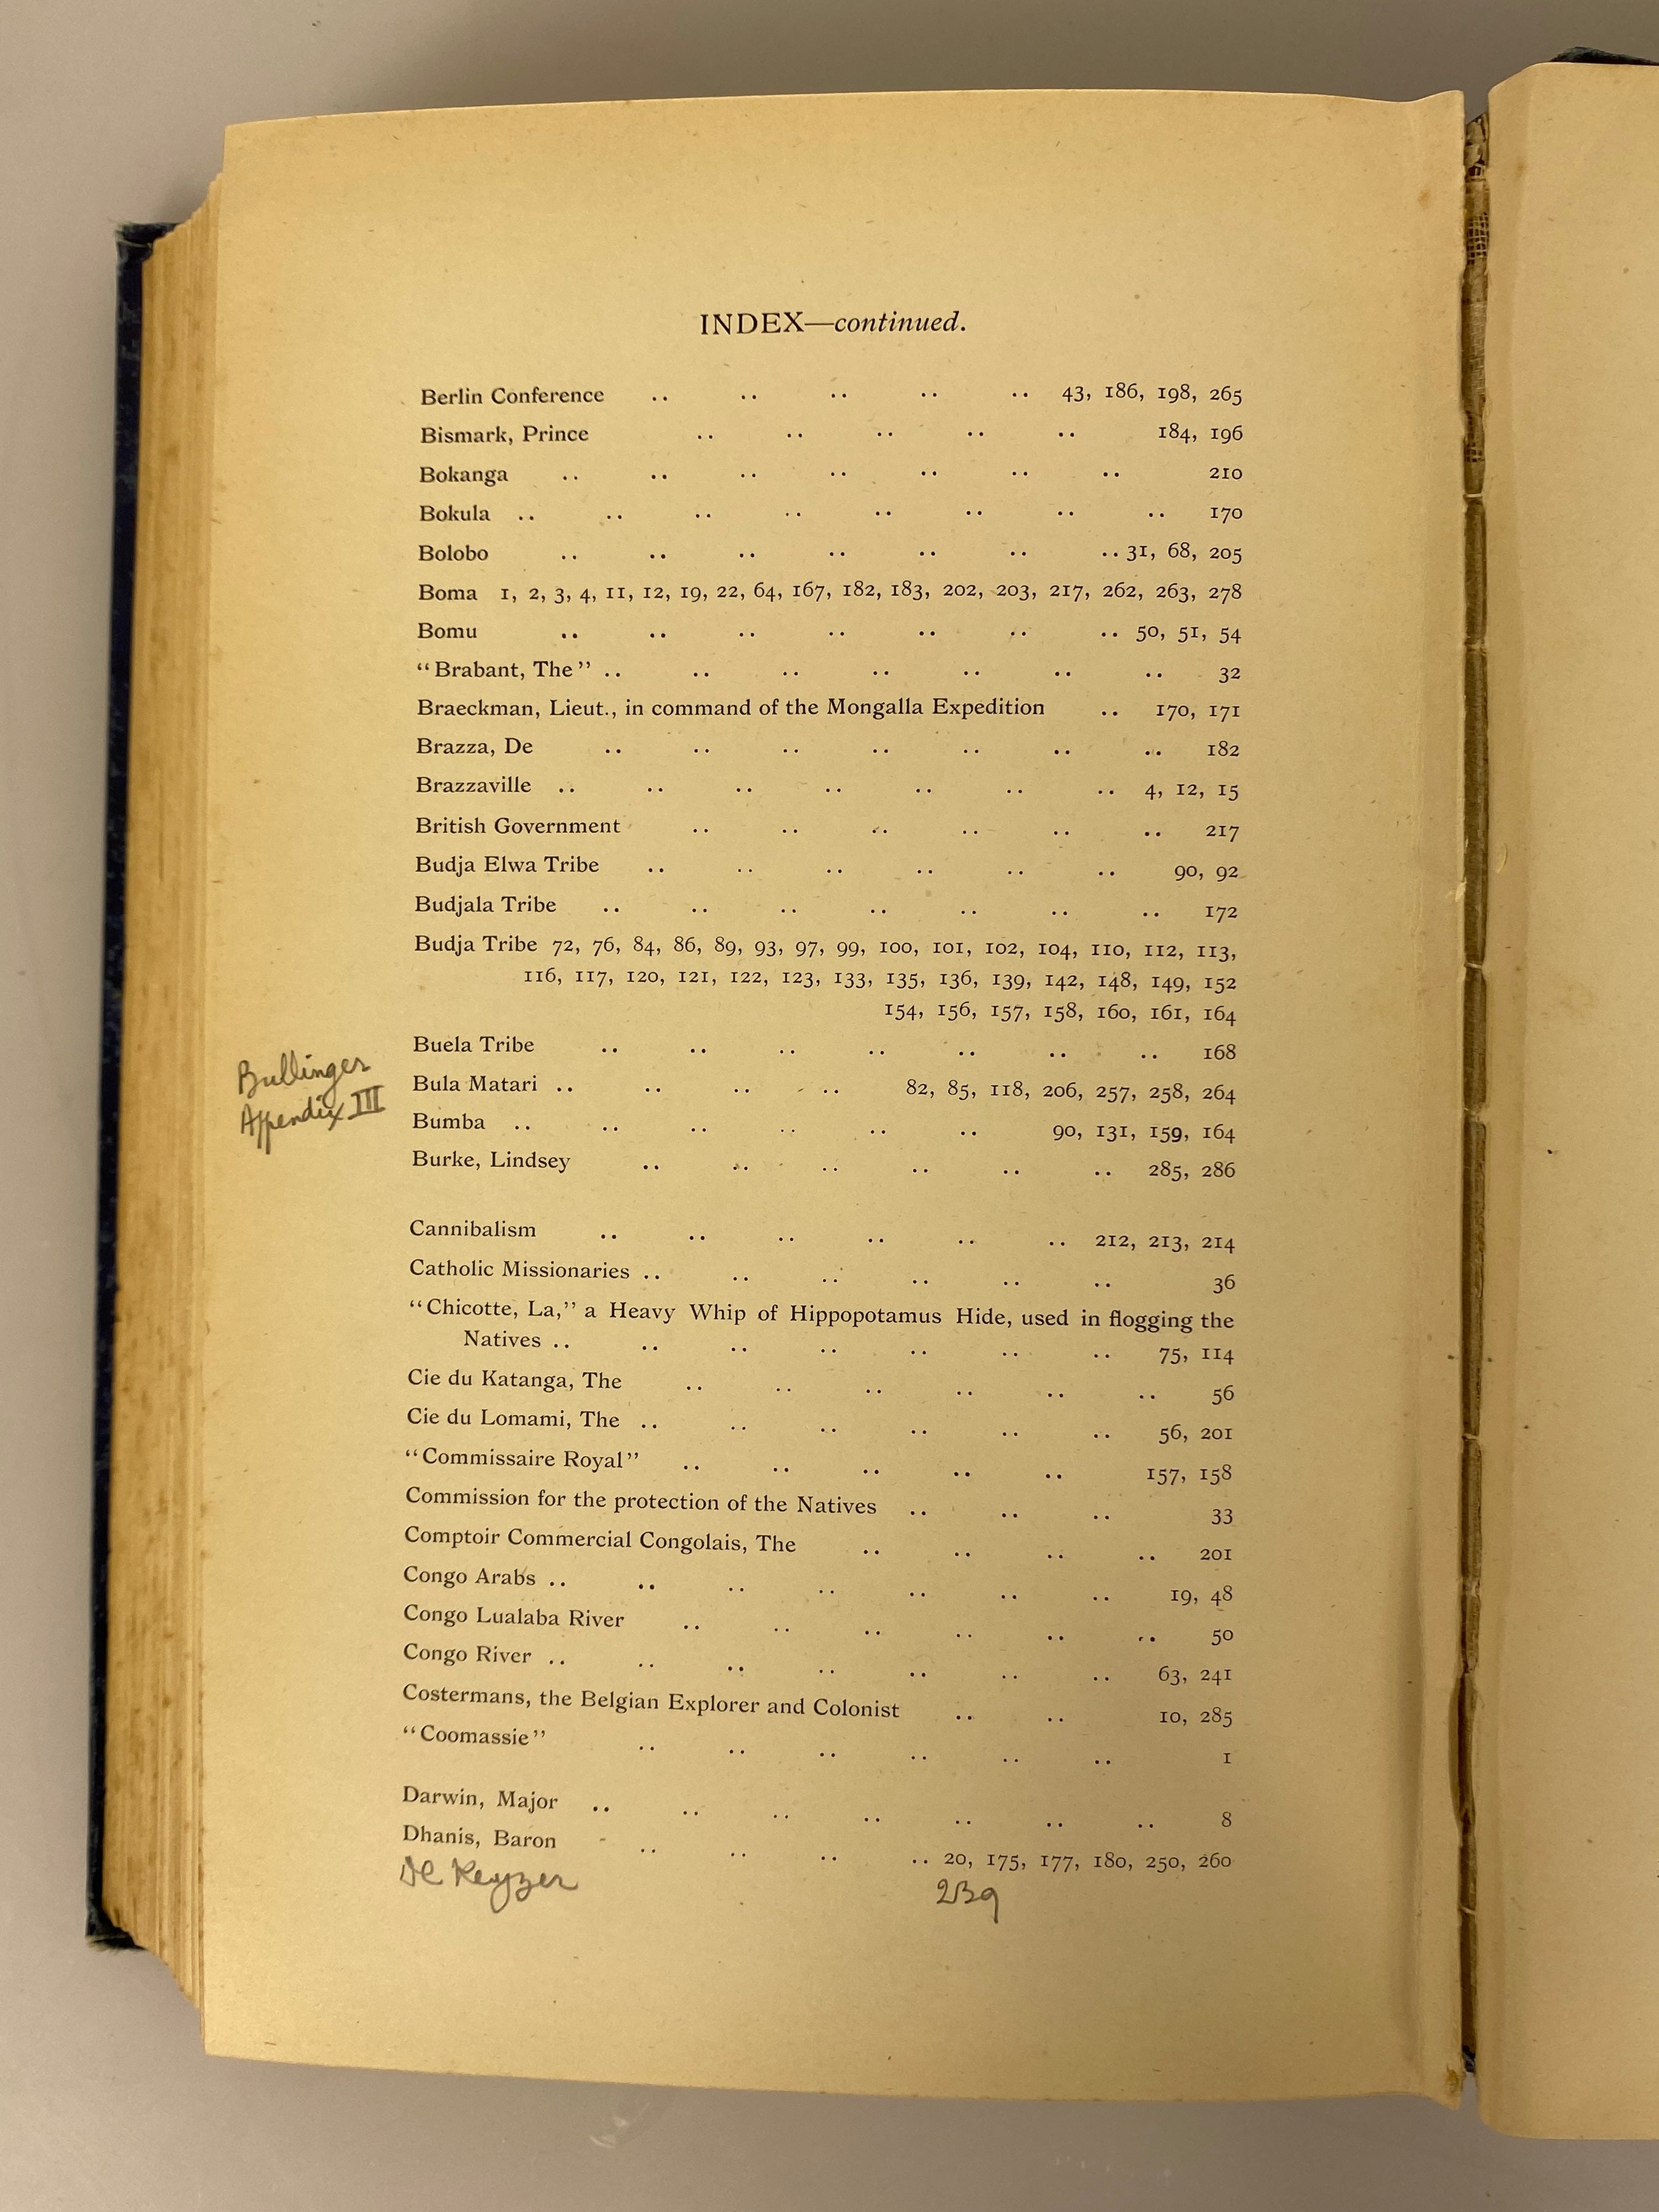 INDEX—continued.
Berlin Conference .. .. .. .. .. 43, 186, 198, 265
Bismark, Prince .. .. .. .. .. 184, 196
Bokanga .. .. .. .. .. .. .. 210
Bokula .. .. .. .. .. .. .. .. 170
Bolobo .. .. .. .. .. .. .. 31, 68, 205
Boma 1, 2, 3, 4, 11, 12, 19, 22, 64, 167, 182, 183, 202, 203, 217, 262, 263, 278
Bomu .. .. .. .. .. .. .. 50, 51, 54
“Brabant, The” .. .. .. .. .. .. .. 32
Braeckman, Lieut., in command of the Mongalla Expedition .. 170, 171
Brazza, De .. .. .. .. .. .. .. 182
Brazzaville .. .. .. .. .. .. .. 4, 12, 15
British Government .. .. .. .. .. .. 217
Budja Elwa Tribe .. .. .. .. .. .. 90, 92
Budjala Tribe .. .. .. .. .. .. .. 172
Budja Tribe 72, 76, 84, 86, 89, 93, 97, 99, 100, 101, 102, 104, 110, 112, 113,
116, 117, 120, 121, 122, 123, 133, 135, 136, 139, 142, 148, 149, 152
154, 156, 157, 158, 160, 161, 164
Buela Tribe .. .. .. .. .. .. .. 168
Bullinger
Appendix III
Bula Matari .. .. .. .. 82, 85, 118, 206, 257, 258, 264
Bumba .. .. .. .. .. .. 90, 131, 159, 164
Burke, Lindsey .. .. .. .. .. .. 285, 286
Cannibalism .. .. .. .. .. .. 212, 213, 214
Catholic Missionaries .. .. .. .. .. .. 36
“Chicotte, La,” a Heavy Whip of Hippopotamus Hide, used in flogging the
Natives .. .. .. .. .. .. .. 75, 114
Cie du Katanga, The .. .. .. .. .. .. 56
Cie du Lomami, The .. .. .. .. .. .. 56, 201
“Commissaire Royal” .. .. .. .. .. 157, 158
Commission for the protection of the Natives .. .. .. 33
Comptoir Commercial Congolais, The .. .. .. .. 201
Congo Arabs .. .. .. .. .. .. .. 19, 48
Congo Lualaba River .. .. .. .. .. .. 50
Congo River .. .. .. .. .. .. .. 63, 241
Costermans, the Belgian Explorer and Colonist .. .. 10, 285
“Coomassie” .. .. .. .. .. .. 1
Darwin, Major .. .. .. .. .. .. .. 8
Dhanis, Baron .. .. .. .. 20, 175, 177, 180, 250, 260
De Keyzer 239